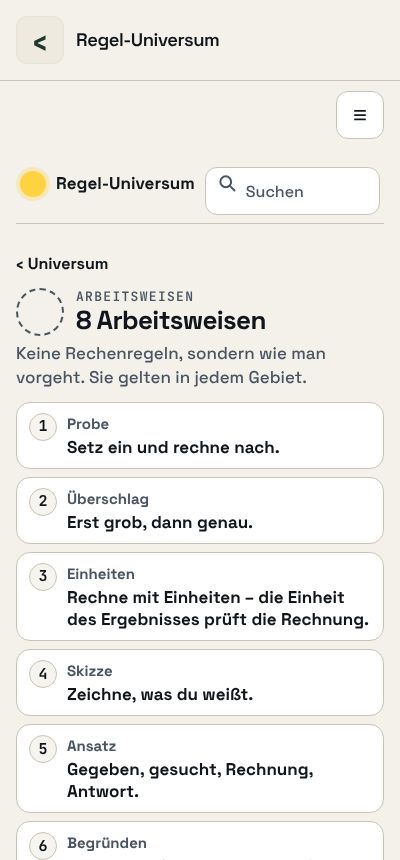 < Regel-Universum
≡
Regel-Universum
Suchen
‹ Universum
ARBEITSWEISEN
8 Arbeitsweisen
Keine Rechenregeln, sondern wie man
vorgeht. Sie gelten in jedem Gebiet.
1 Probe
Setz ein und rechne nach.
2 Überschlag
Erst grob, dann genau.
3 Einheiten
Rechne mit Einheiten – die Einheit
des Ergebnisses prüft die Rechnung.
4 Skizze
Zeichne, was du weißt.
5 Ansatz
Gegeben, gesucht, Rechnung,
Antwort.
6 Begründen